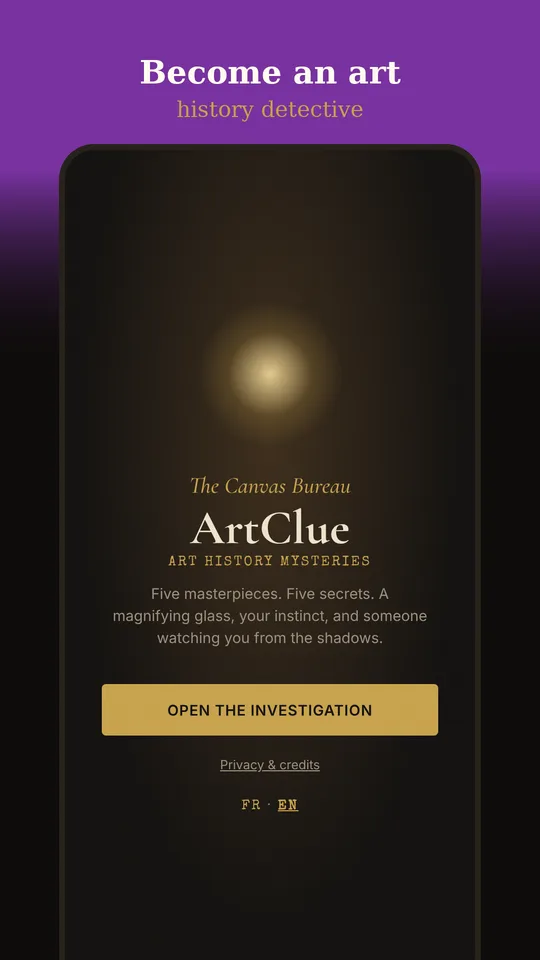 Become an art
history detective
The Canvas Bureau
ArtClue
ART HISTORY MYSTERIES
Five masterpieces. Five secrets. A
magnifying glass, your instinct, and someone
watching you from the shadows.
OPEN THE INVESTIGATION
Privacy & credits
FR · EN